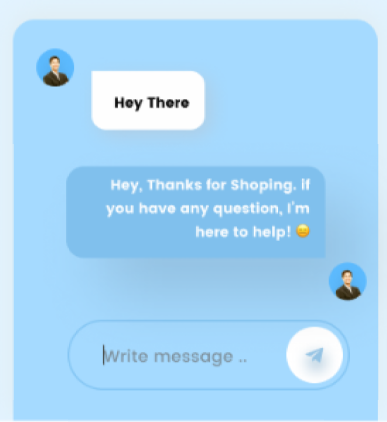 Hey There
Hey, Thanks for Shoping. if
you have any question, I'm
here to help! 😊
Write message ..